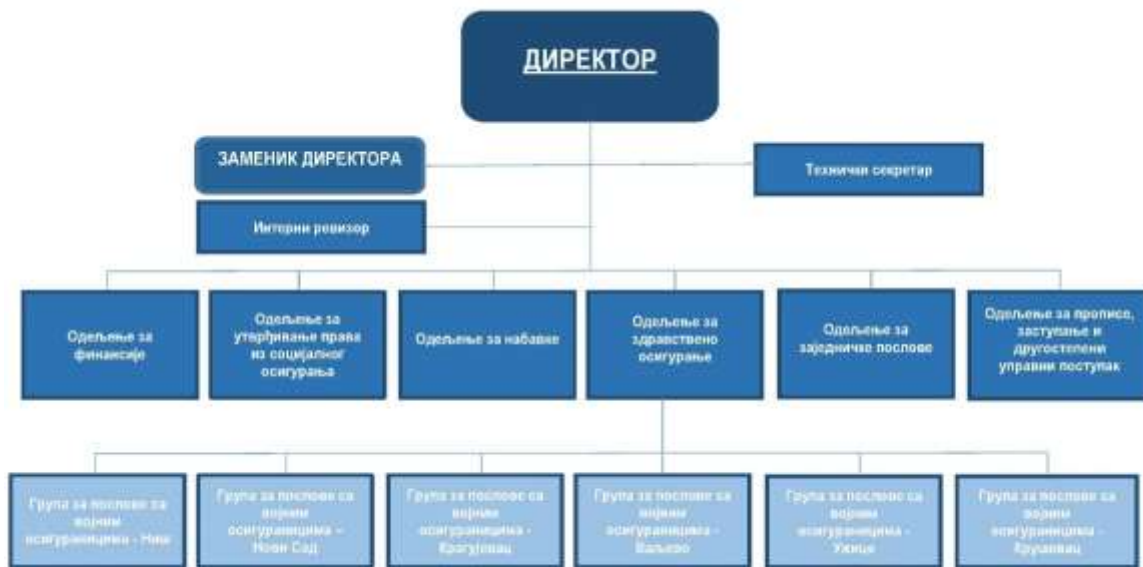 ДИРЕКТОР
ЗАМЕНИК ДИРЕКТОРА
Технички секретар
Интерни ревизор
Одељење за
финансије
Одељење за
утврђивање права
из социјалног
осигурања
Одељење за набавке
Одељење за
здравствено
осигурање
Одељење за
заједничке послове
Одељење за прописе,
заступање и
другостепени
управни поступак
Група за послове са
војним
осигураницима - Ниш
Група за послове са
војним
осигураницима –
Нови Сад
Група за послове са
војним
осигураницима -
Крагујевац
Група за послове са
војним
осигураницима -
Ваљево
Група за послове са
војним
осигураницима -
Ужице
Група за послове са
војним
осигураницима -
Крушевац